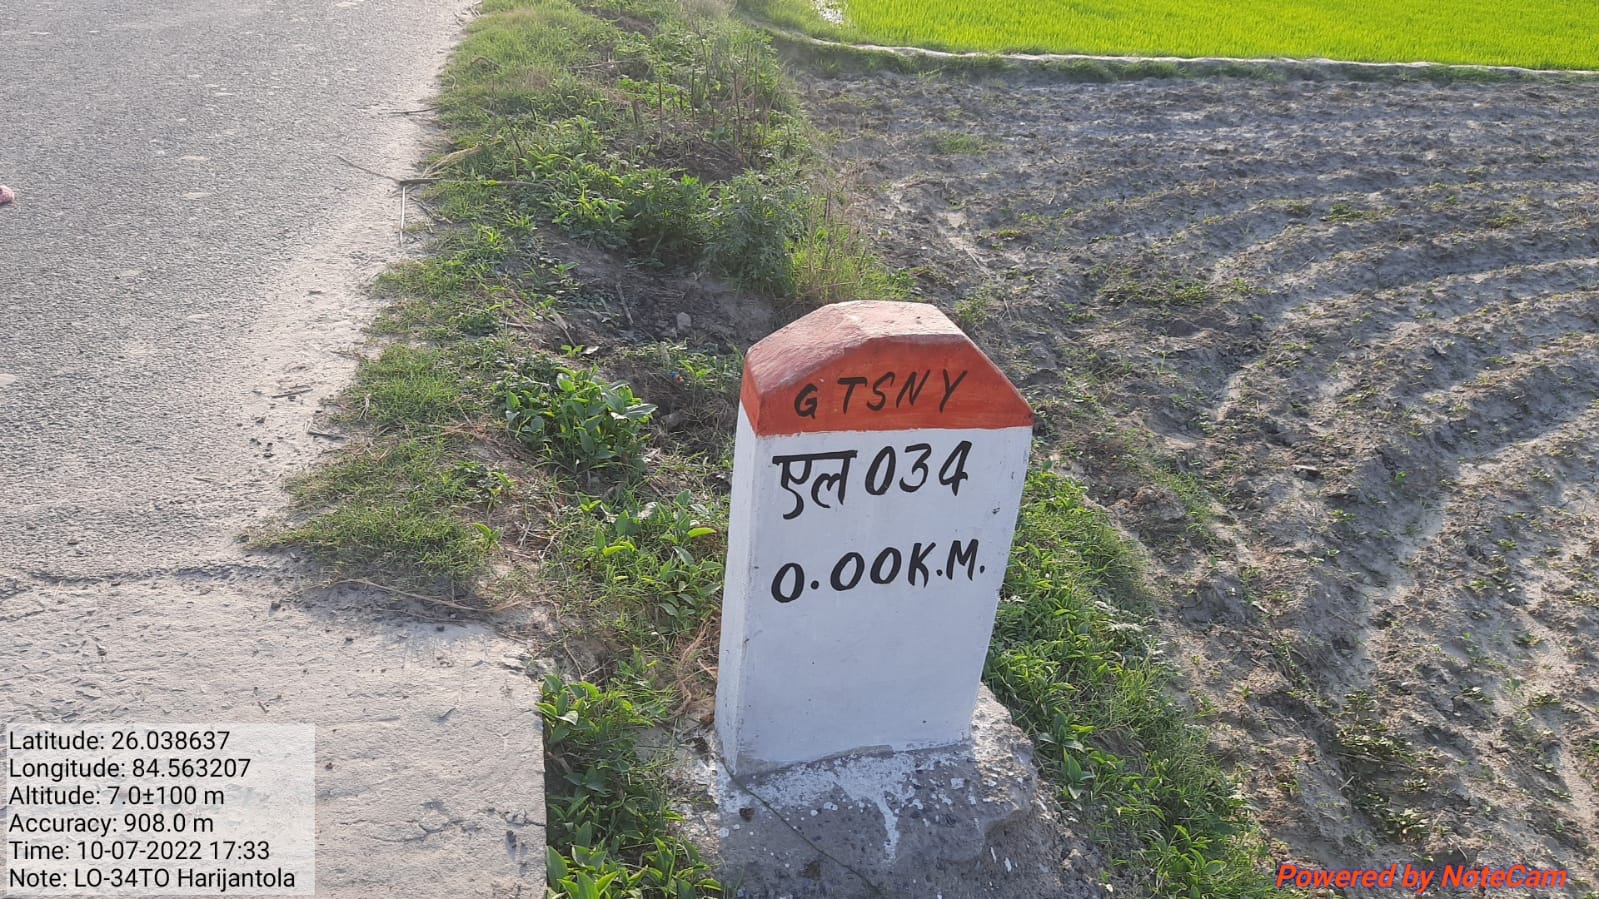 GTSNY
एल 034
0.00K.M.
Latitude: 26.038637
Longitude: 84.563207
Altitude: 7.0±100 m
Accuracy: 908.0 m
Time: 10-07-2022 17:33
Note: LO-34TO Harijantola
Powered by NoteCam